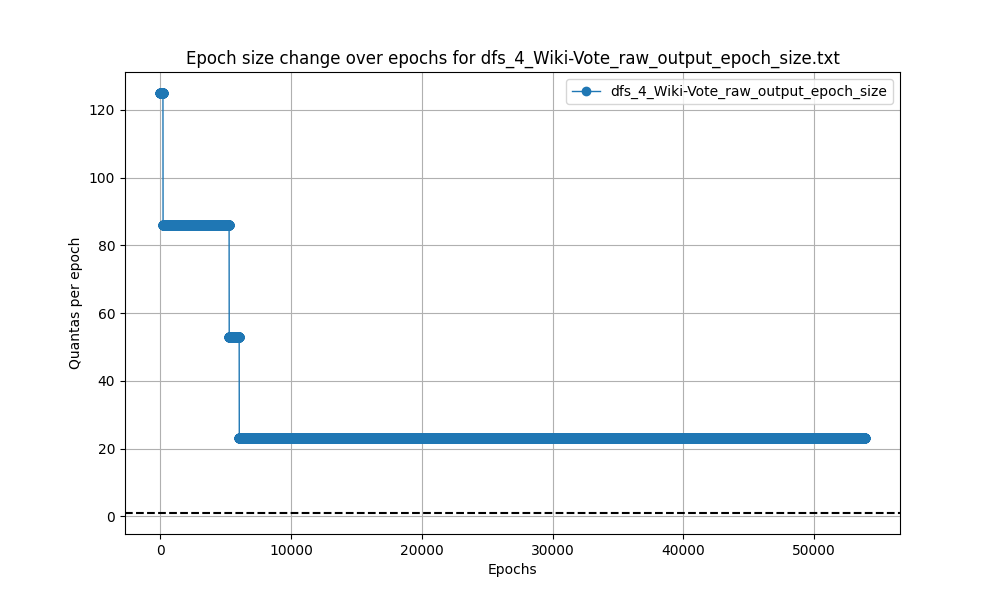 Epoch size change over epochs for dfs_4_Wiki-Vote_raw_output_epoch_size.txt
dfs_4_Wiki-Vote_raw_output_epoch_size
Quantas per epoch
120
100
80
60
40
20
0
0 10000 20000 30000 40000 50000
Epochs